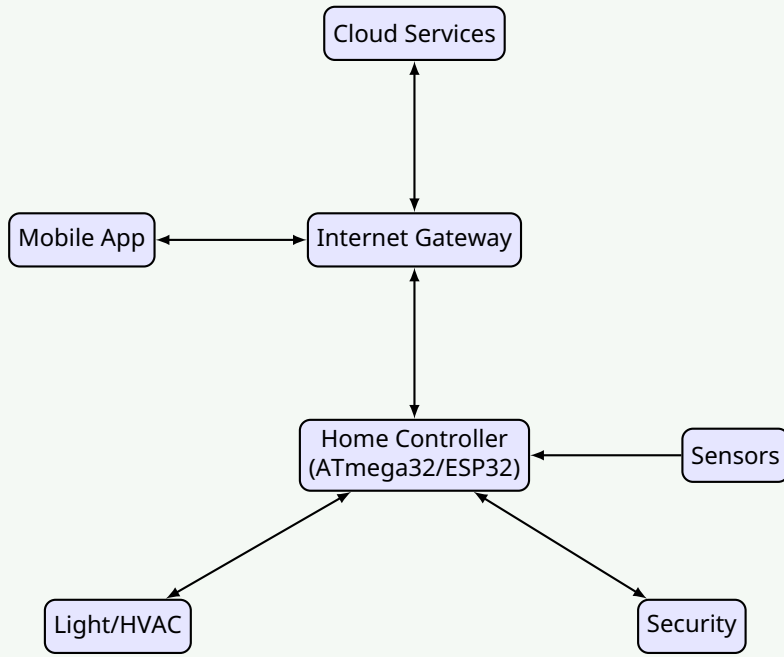 Cloud Services
Mobile App
Internet Gateway
Home Controller
(ATmega32/ESP32)
Sensors
Light/HVAC
Security